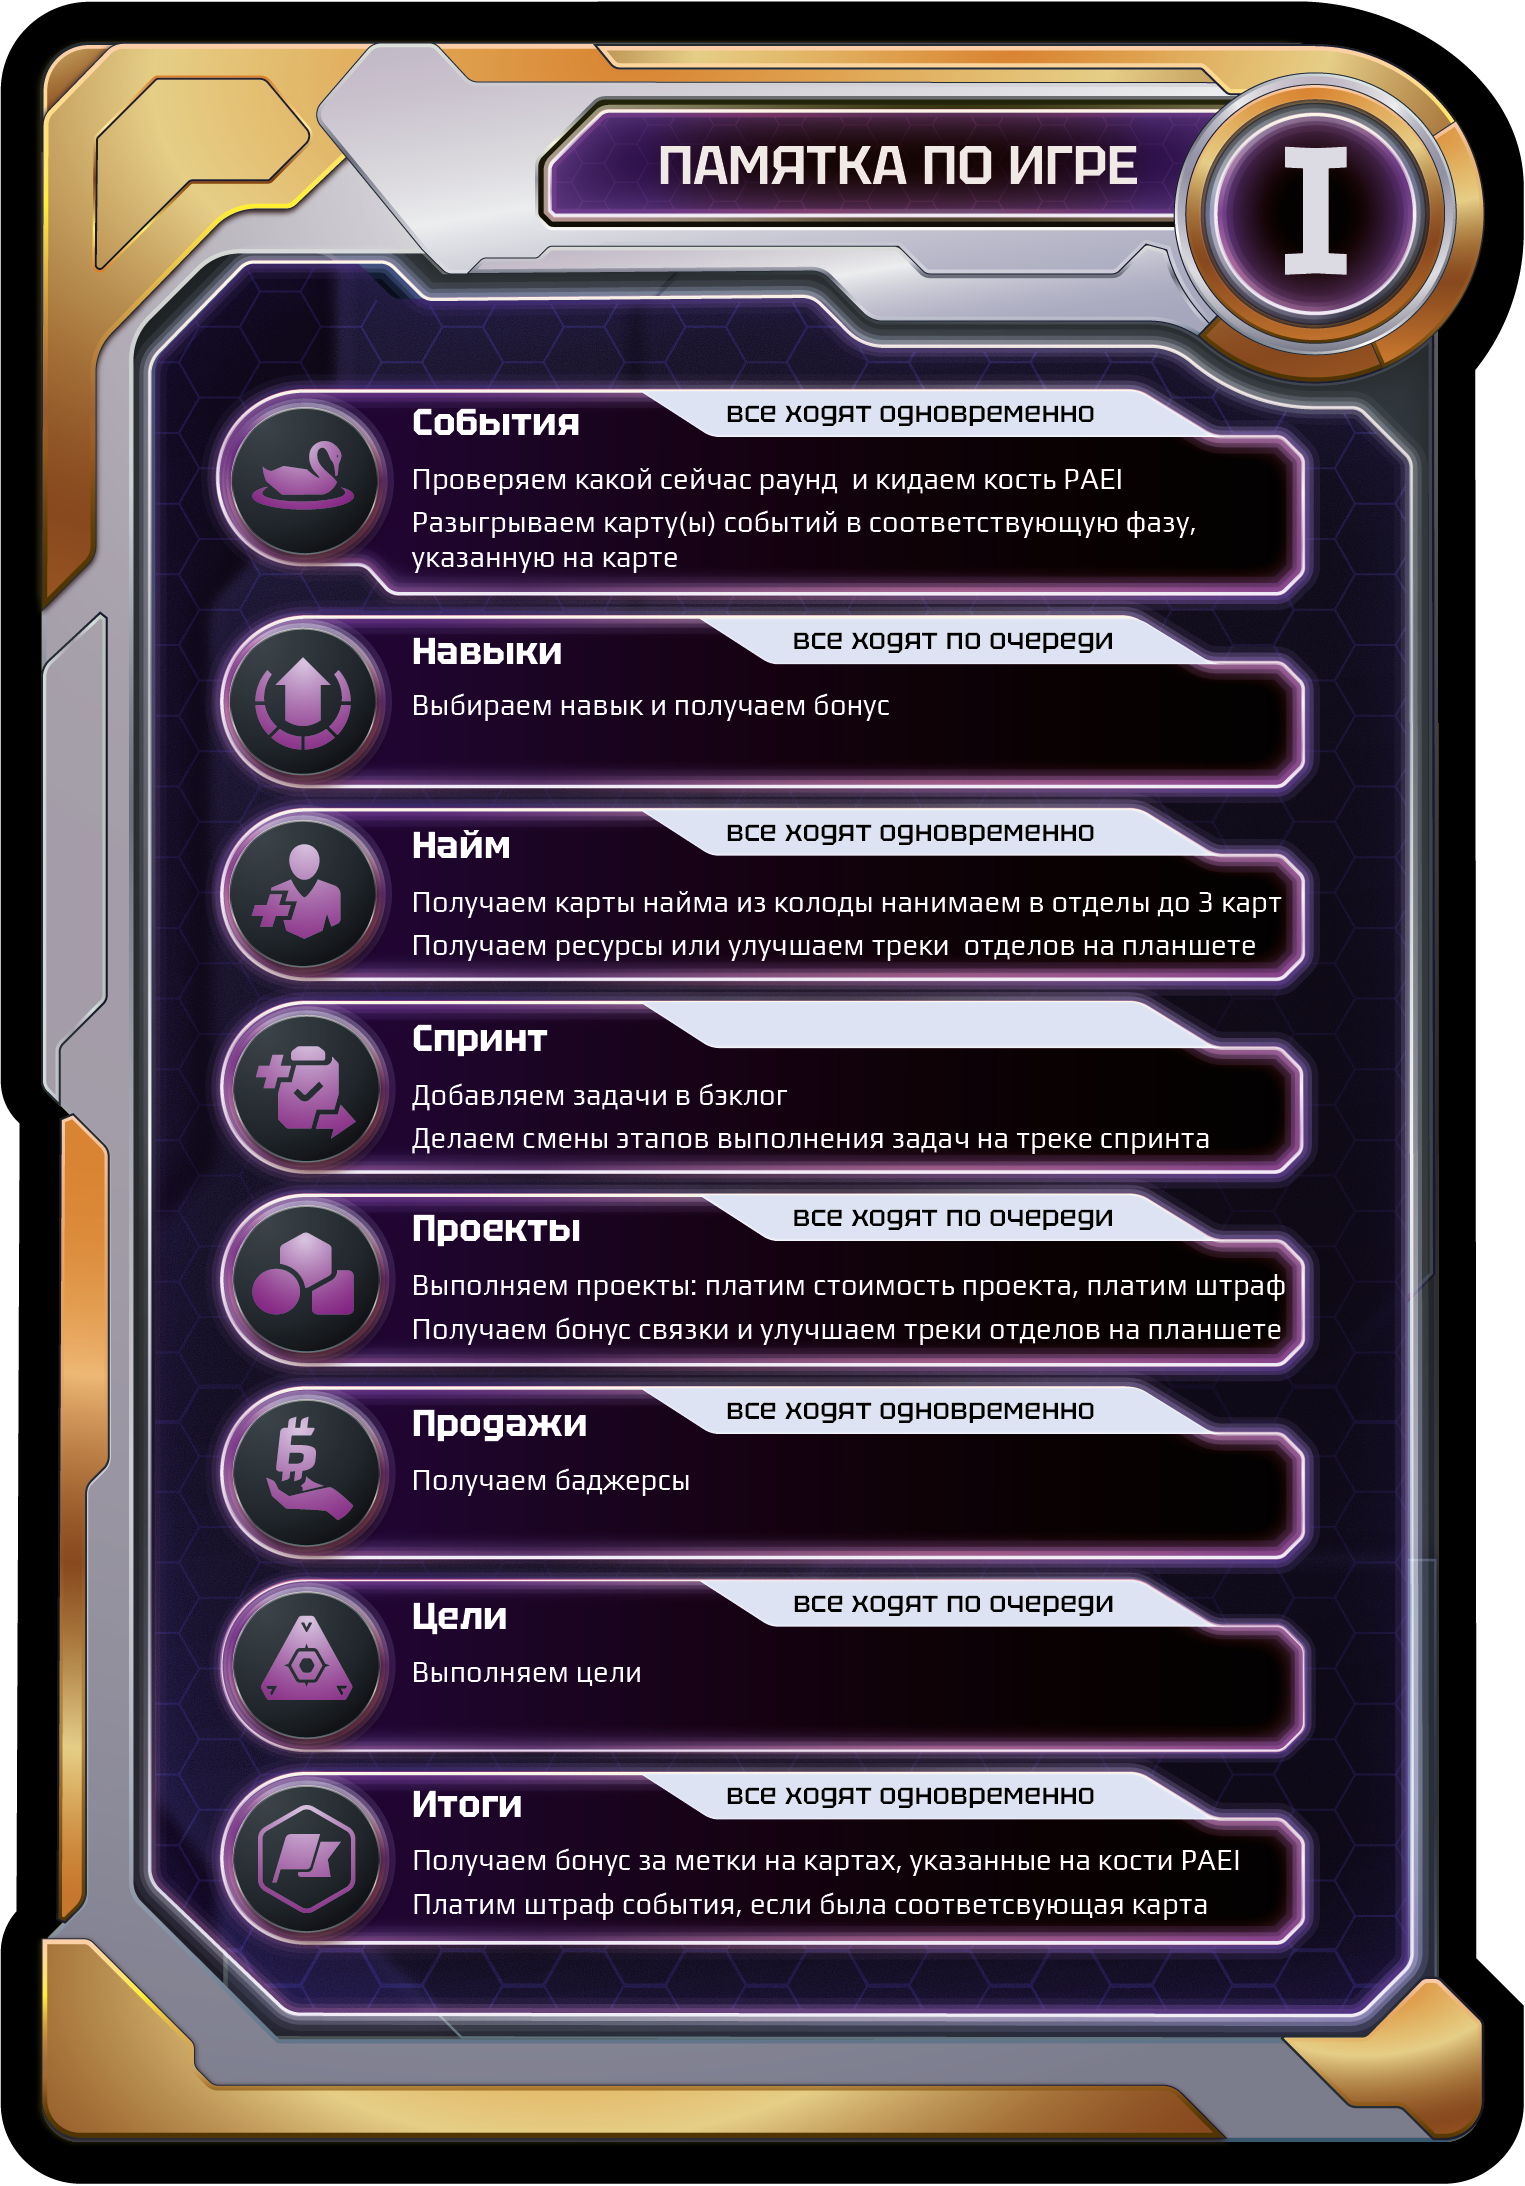 ПАМЯТКА ПО ИГРЕ
I
События
все ходят одновременно
Проверяем какой сейчас раунд  и кидаем кость PAEI
Разыгрываем карту(ы) событий в соответствующую фазу,
указанную на карте
Навыки
все ходят по очереди
Выбираем навык и получаем бонус
Найм
все ходят одновременно
Получаем карты найма из колоды нанимаем в отделы до 3 карт
Получаем ресурсы или улучшаем треки  отделов на планшете
Спринт
Добавляем задачи в бэклог
Делаем смены этапов выполнения задач на треке спринта
Проекты
все ходят по очереди
Выполняем проекты: платим стоимость проекта, платим штраф
Получаем бонус связки и улучшаем треки отделов на планшете
Б
Продажи
все ходят одновременно
Получаем баджерсы
Цели
все ходят по очереди
Выполняем цели
Итоги
все ходят одновременно
Получаем бонус за метки на картах, указанные на кости PAEI
Платим штраф события, если была соответсвующая карта